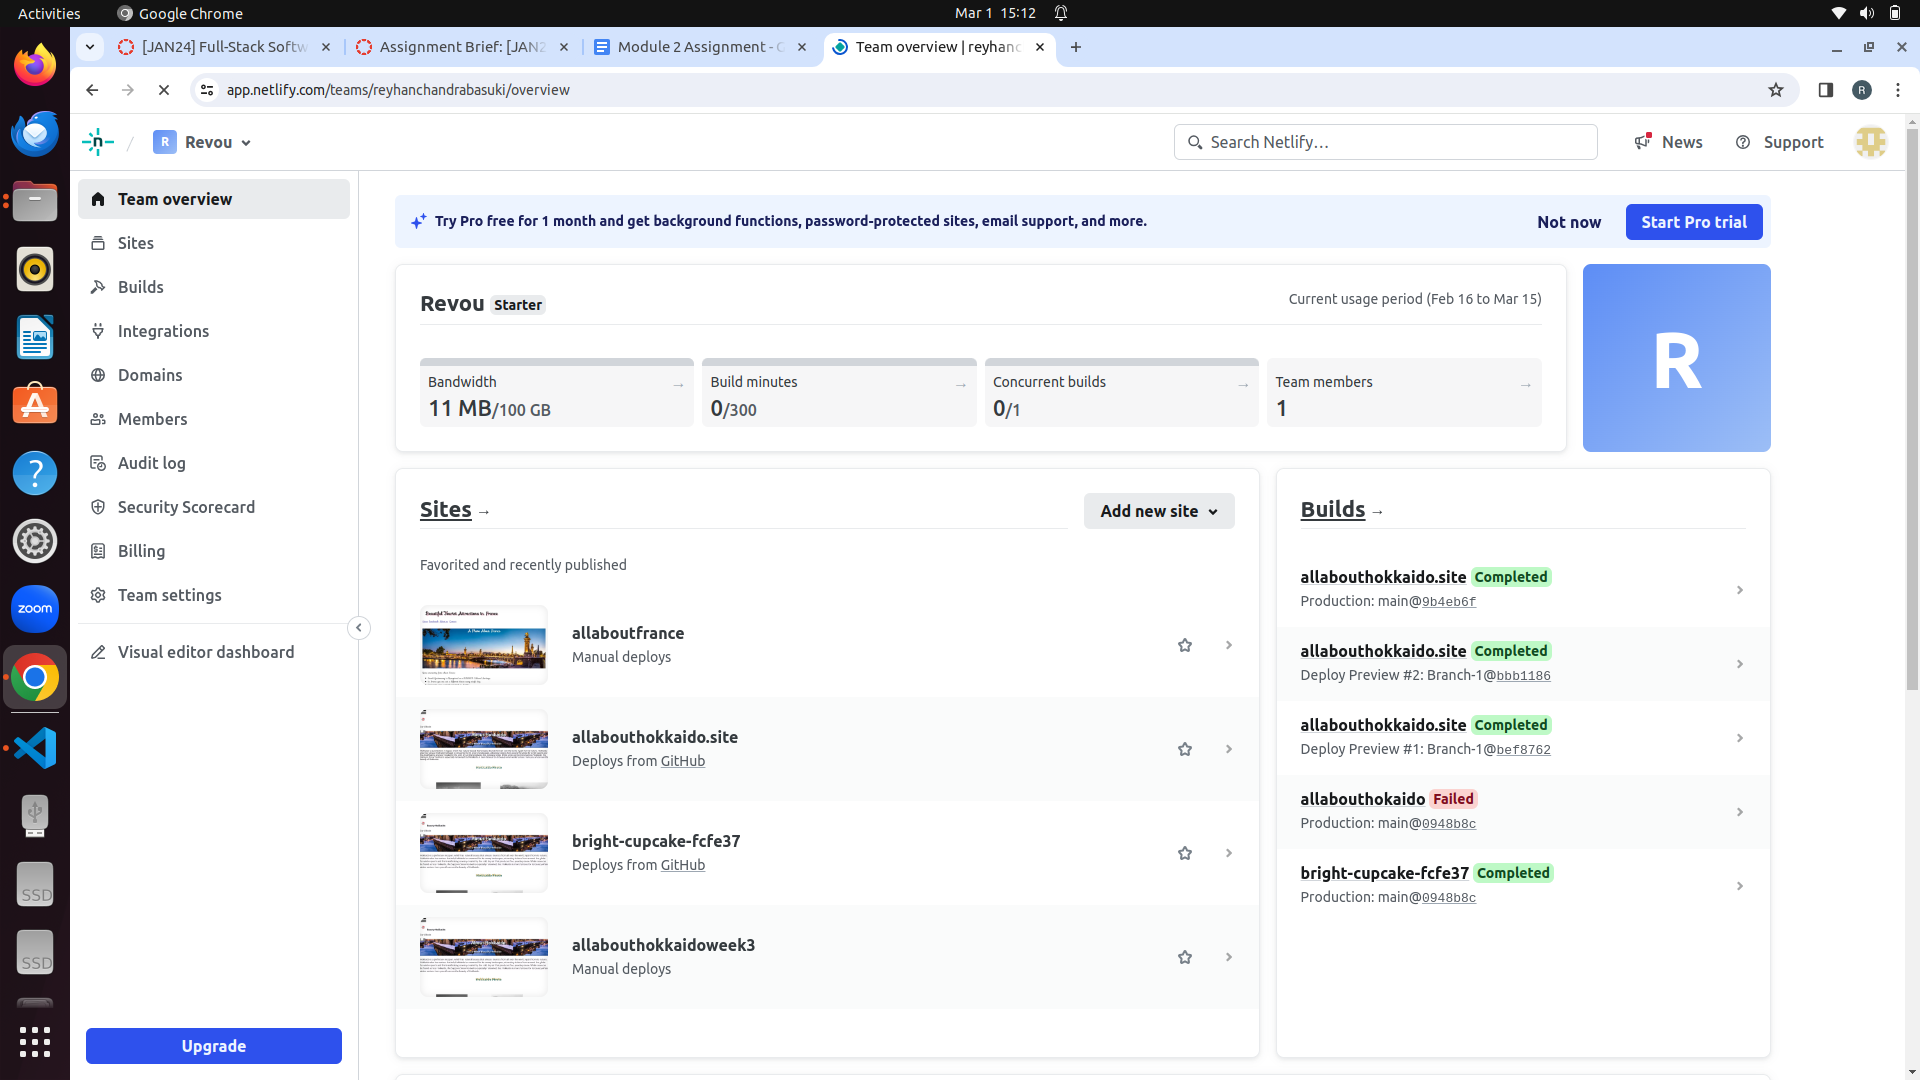 Activities
Google Chrome
Mar 1 15:12
[JAN24] Full-Stack Softw
Assignment Brief: [JAN2
Module 2 Assignment - G
Team overview | reyhanc
app.netlify.com/teams/reyhanchandrabasuki/overview
R
n
/
R
Revou
Search Netlify…
News
Support
Team overview
Sites
Builds
Integrations
Domains
Members
Audit log
Security Scorecard
Billing
Team settings
Visual editor dashboard
Upgrade
Try Pro free for 1 month and get background functions, password-protected sites, email support, and more.
Not now
Start Pro trial
Revou Starter
Current usage period (Feb 16 to Mar 15)
Bandwidth →
11 MB/100 GB
Build minutes →
0/300
Concurrent builds →
0/1
Team members →
1
R
Sites →
Add new site
Favorited and recently published
Beautiful Tourist Attractions in France
allaboutfrance
Manual deploys
allabouthokkaido.site
Deploys from GitHub
bright-cupcake-fcfe37
Deploys from GitHub
allabouthokkaidoweek3
Manual deploys
Builds →
allabouthokkaido.site Completed
Production: main@9b4eb6f
allabouthokkaido.site Completed
Deploy Preview #2: Branch-1@bbb1186
allabouthokkaido.site Completed
Deploy Preview #1: Branch-1@bef8762
allabouthokaido Failed
Production: main@0948b8c
bright-cupcake-fcfe37 Completed
Production: main@0948b8c
zoom
SSD
SSD